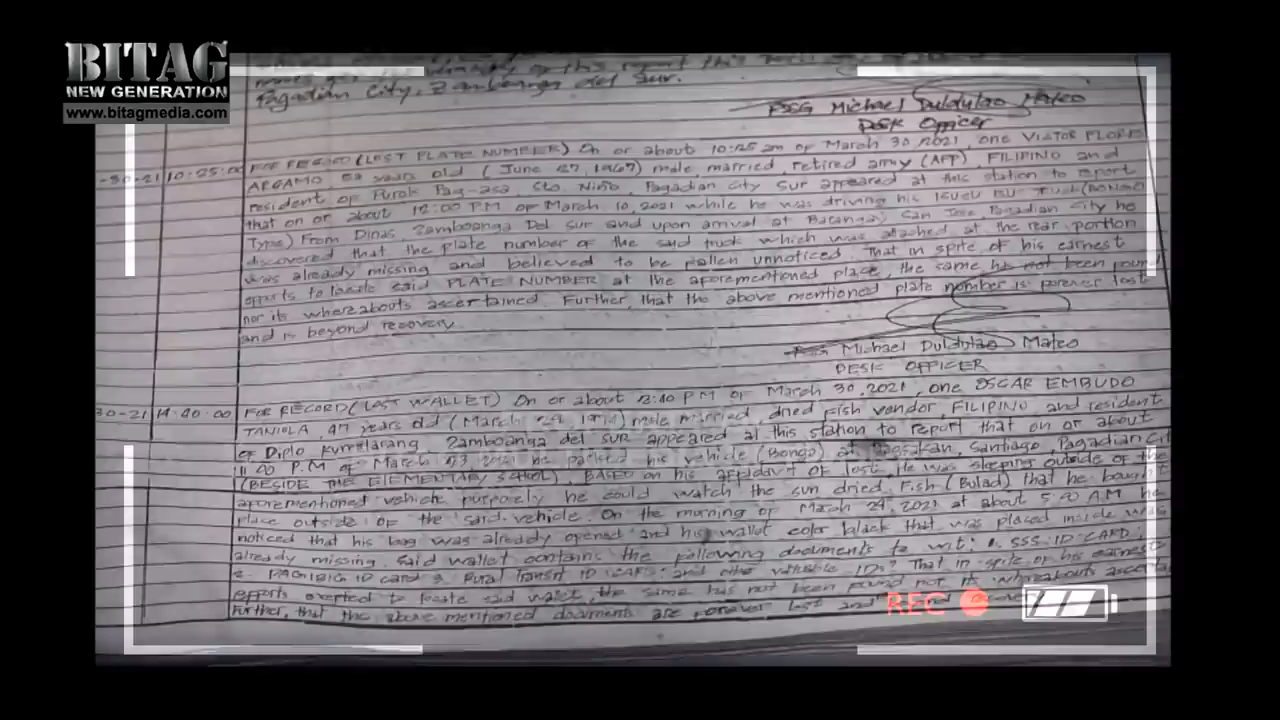 BITAG
NEW GENERATION
www.bitagmedia.com
of this report this
Pagadian City, Zamboanga del Sur.
Michael Duldulao Mateo
Desk Officer
-30-21 10:25:00 FOR RECORD (LOST PLATE NUMBER) On or about 10:25 am of March 30, 2021, one VICTOR FLORES
ARGAMO, years old (June 27, 1967) male, married, retired army (AFP), FILIPINO and
resident of Purok Pag-asa, Sto. Niño, Pagadian City Sur appeared at this station to report
that on or about 12:00 P.M of March 10, 2021 while he was driving his ISUZU (BONGO
Type) From Dinas, Zamboanga Del sur and upon arrival at San Jose, Pagadian City he
discovered that the plate number of the said truck which was attached at the rear portion
was already missing and believed to be fallen unnoticed. That in spite of his earnest
efforts to locate said PLATE NUMBER at the aforementioned place, the same has not been found
nor its whereabouts ascertained. Further, that the above mentioned plate number is forever lost
and is beyond recovery
Michael Duldulao Mateo
DESK OFFICER
30-21 14:40:00 FOR RECORD (LAST WALLET) On or about 12:40 PM of March 30, 2021, one OSCAR EMBUDO
TANIOLA, 47 years old (March 29, male married, dried Fish vendor, FILIPINO, and resident
of Diplo Kumalarang Zamboanga del sur appeared at this station to report that on or about
11:00 P.M of March he parked his vehicle (Bongo) at Santiago, Pagadian City
(BESIDE THE ELEMENTARY SCHOOL), BASED on his affidavit of lost. He was sleeping outside of the
aforementioned vehicle purposely he could watch the sun dried Fish (Bulad) that he bought
place outside of the said vehicle. On the morning of March 29, 2021 at about 5:00 A.M he
noticed that his bag was already opened and his wallet color black that was placed inside was
already missing. Said wallet contains the following documents to wit: 1. SSS ID CARD;
2. PAGIBIG ID card 3. Rural Transit ID CARD; and other valuable IDs? That in spite of his earnest
efforts exerted to locate said wallet, the same has not been found nor its whereabouts ascertai
Further, that the above mentioned documents are forever lost and
REC